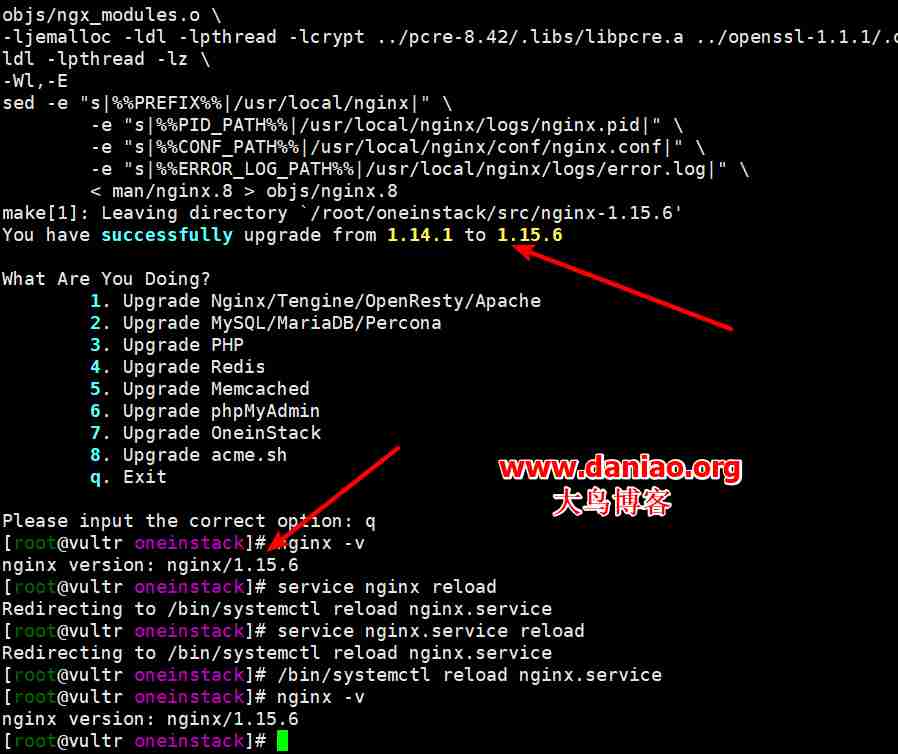 objs/ngx_modules.o \
-ljemalloc -ldl -lpthread -lcrypt ../pcre-8.42/.libs/libpcre.a ../openssl-1.1.1/.
ldl -lpthread -lz \
-Wl,-E
sed -e "s|%%PREFIX%%|/usr/local/nginx|" \
-e "s|%%PID_PATH%%|/usr/local/nginx/logs/nginx.pid|" \
-e "s|%%CONF_PATH%%|/usr/local/nginx/conf/nginx.conf|" \
-e "s|%%ERROR_LOG_PATH%%|/usr/local/nginx/logs/error.log|" \
< man/nginx.8 > objs/nginx.8
make[1]: Leaving directory `/root/oneinstack/src/nginx-1.15.6'
You have successfully upgrade from 1.14.1 to 1.15.6
What Are You Doing?
1. Upgrade Nginx/Tengine/OpenResty/Apache
2. Upgrade MySQL/MariaDB/Percona
3. Upgrade PHP
4. Upgrade Redis
5. Upgrade Memcached
6. Upgrade phpMyAdmin
7. Upgrade OneinStack
8. Upgrade acme.sh
q. Exit
www.daniao.org
大鸟博客
Please input the correct option: q
[root@vultr oneinstack]# nginx -v
nginx version: nginx/1.15.6
[root@vultr oneinstack]# service nginx reload
Redirecting to /bin/systemctl reload nginx.service
[root@vultr oneinstack]# service nginx.service reload
Redirecting to /bin/systemctl reload nginx.service
[root@vultr oneinstack]# /bin/systemctl reload nginx.service
[root@vultr oneinstack]# nginx -v
nginx version: nginx/1.15.6
[root@vultr oneinstack]#